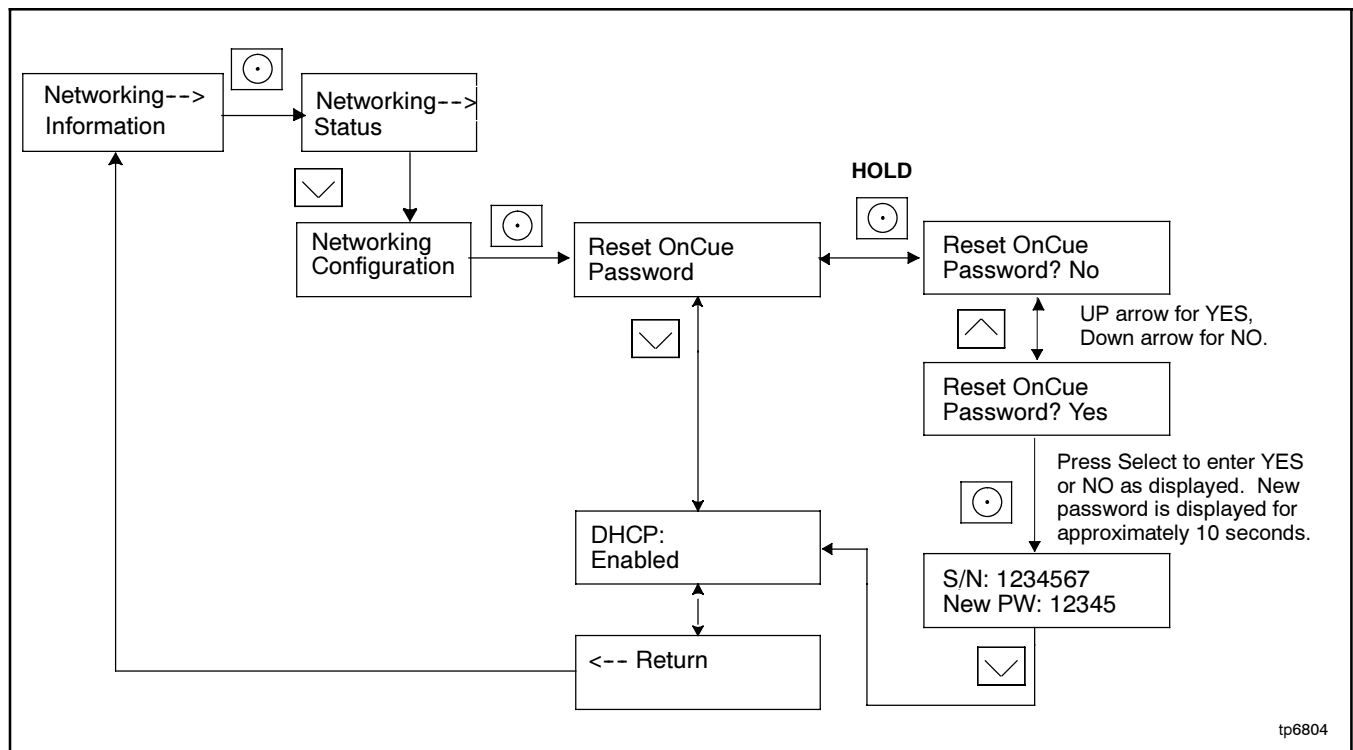 Networking-->
Information
Networking-->
Status
Networking
Configuration
Reset OnCue
Password
HOLD
Reset OnCue
Password? No
UP arrow for YES,
Down arrow for NO.
Reset OnCue
Password? Yes
Press Select to enter YES
or NO as displayed. New
password is displayed for
approximately 10 seconds.
DHCP:
Enabled
S/N: 1234567
New PW: 12345
<-- Return
tp6804